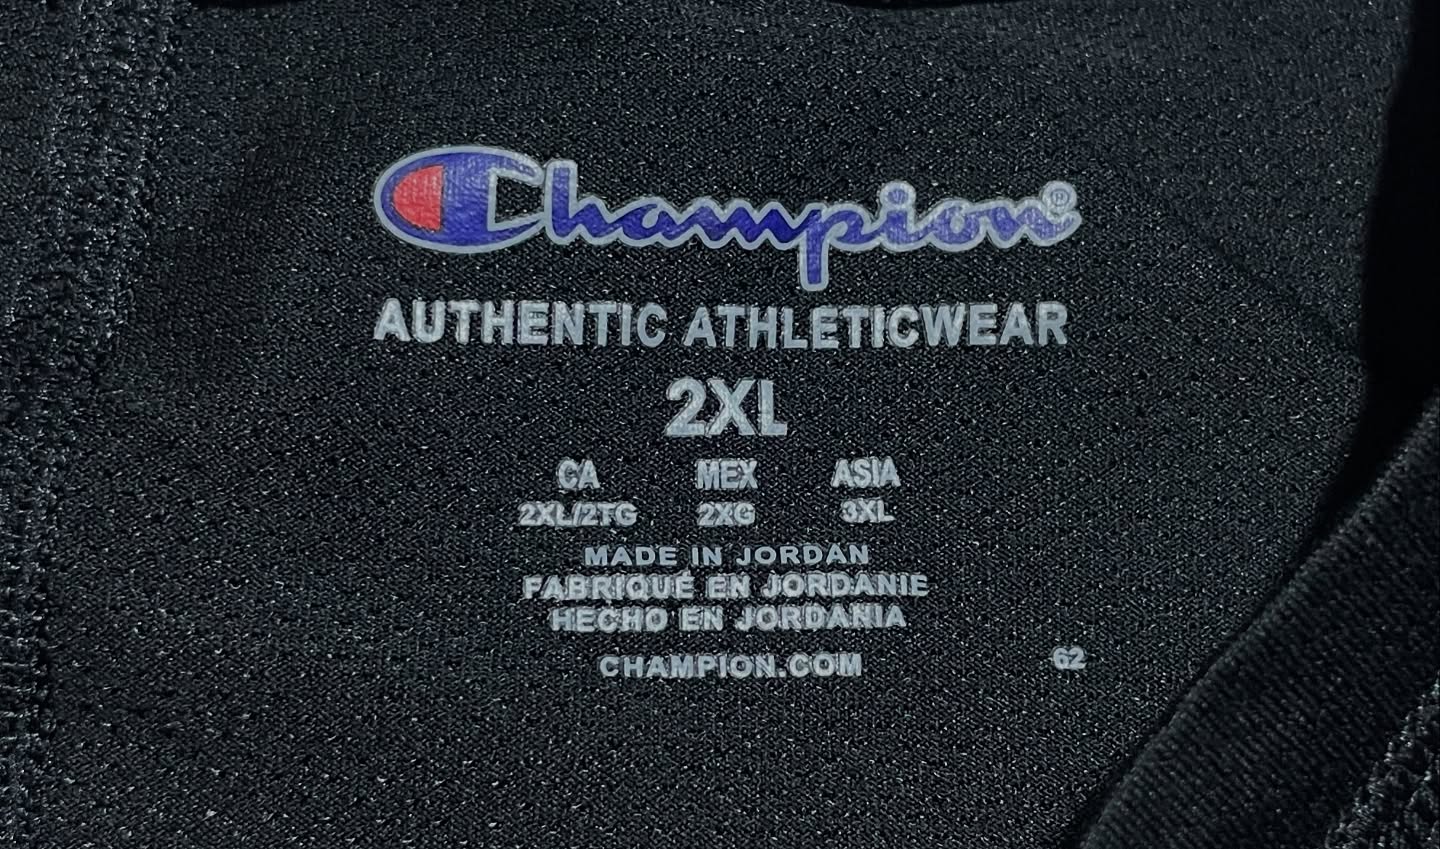 Champion®
AUTHENTIC ATHLETICWEAR
2XL
CA MEX ASIA
2XL/2TG 2XG 3XL
MADE IN JORDAN
FABRIQUÉ EN JORDANIE
HECHO EN JORDANIA
CHAMPION.COM 62